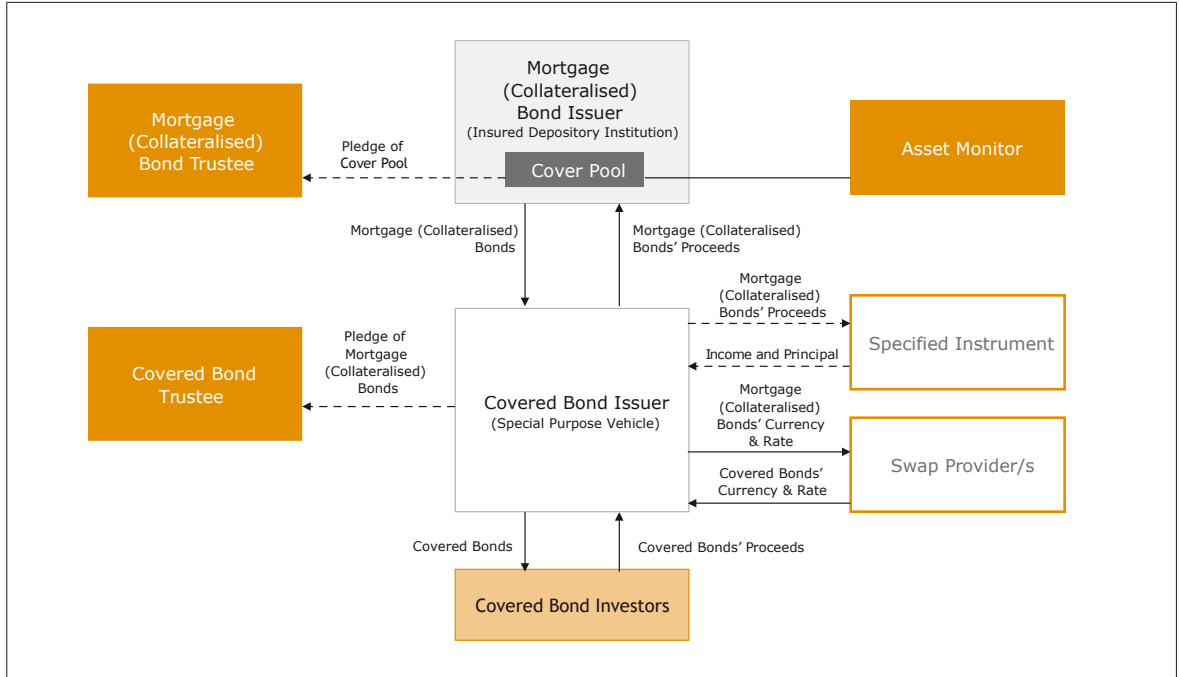 Mortgage
(Collateralised)
Bond Issuer
(Insured Depository Institution)
Cover Pool
Mortgage
(Collateralised)
Bond Trustee
Pledge of
Cover Pool
Asset Monitor
Mortgage (Collateralised)
Bonds
Mortgage (Collateralised)
Bonds’ Proceeds
Mortgage
(Collateralised)
Bonds’ Proceeds
Specified Instrument
Income and Principal
Covered Bond
Trustee
Pledge of
Mortgage
(Collateralised)
Bonds
Covered Bond Issuer
(Special Purpose Vehicle)
Mortgage
(Collateralised)
Bonds’ Currency
& Rate
Swap Provider/s
Covered Bonds’
Currency & Rate
Covered Bonds
Covered Bonds’ Proceeds
Covered Bond Investors